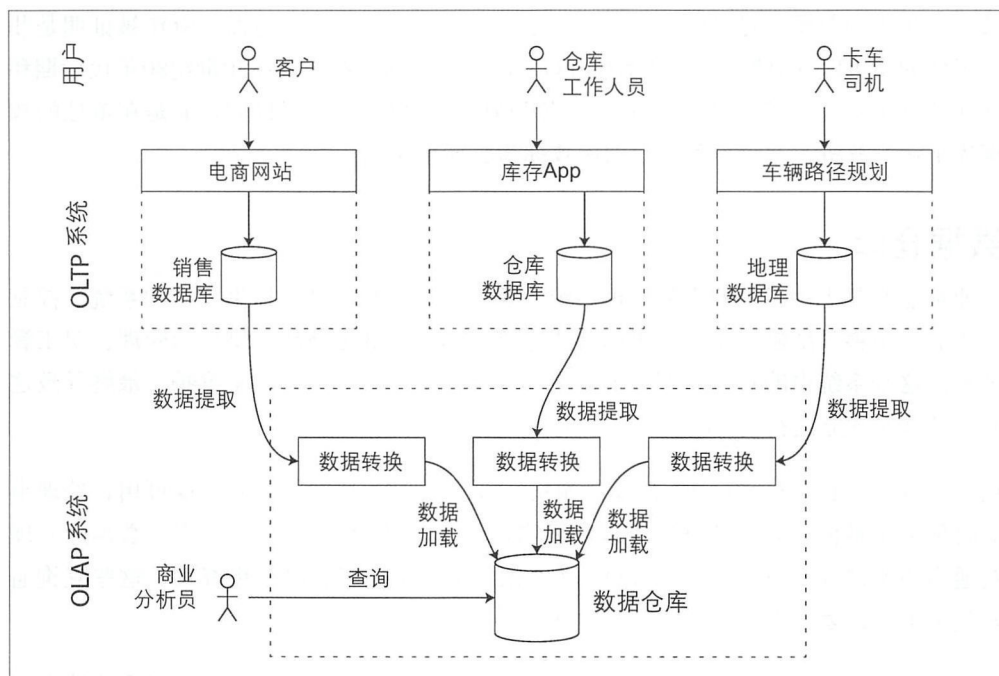 用户
客户
仓库
工作人员
卡车
司机
OLTP 系统
电商网站
库存App
车辆路径规划
销售
数据库
仓库
数据库
地理
数据库
数据提取
数据提取
数据提取
OLAP 系统
数据转换
数据转换
数据转换
数据
加载
数据
加载
数据
加载
商业
分析员
查询
数据仓库